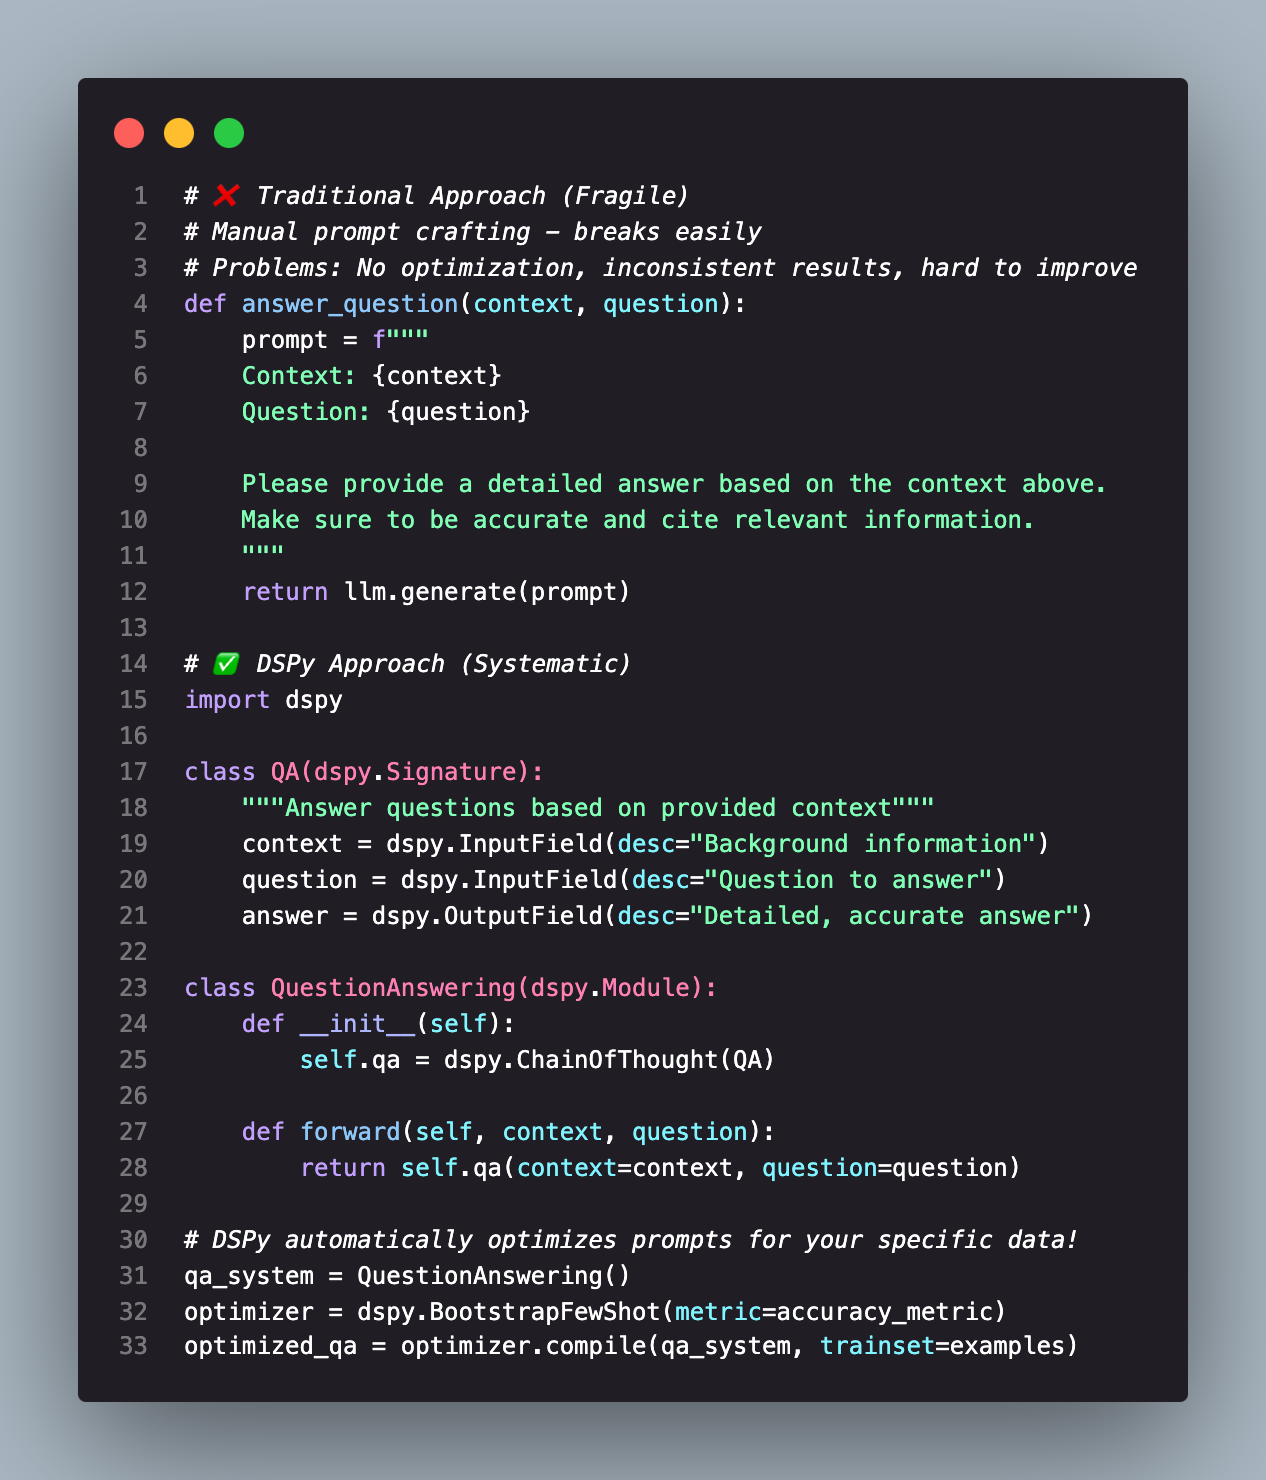 1 # ❌ Traditional Approach (Fragile)
2 # Manual prompt crafting – breaks easily
3 # Problems: No optimization, inconsistent results, hard to improve
4 def answer_question(context, question):
5     prompt = f"""
6     Context: {context}
7     Question: {question}
8
9     Please provide a detailed answer based on the context above.
10     Make sure to be accurate and cite relevant information.
11     """
12     return llm.generate(prompt)
13
14 # ✅ DSPy Approach (Systematic)
15 import dspy
16
17 class QA(dspy.Signature):
18     """Answer questions based on provided context"""
19     context = dspy.InputField(desc="Background information")
20     question = dspy.InputField(desc="Question to answer")
21     answer = dspy.OutputField(desc="Detailed, accurate answer")
22
23 class QuestionAnswering(dspy.Module):
24     def __init__(self):
25         self.qa = dspy.ChainOfThought(QA)
26
27     def forward(self, context, question):
28         return self.qa(context=context, question=question)
29
30 # DSPy automatically optimizes prompts for your specific data!
31 qa_system = QuestionAnswering()
32 optimizer = dspy.BootstrapFewShot(metric=accuracy_metric)
33 optimized_qa = optimizer.compile(qa_system, trainset=examples)